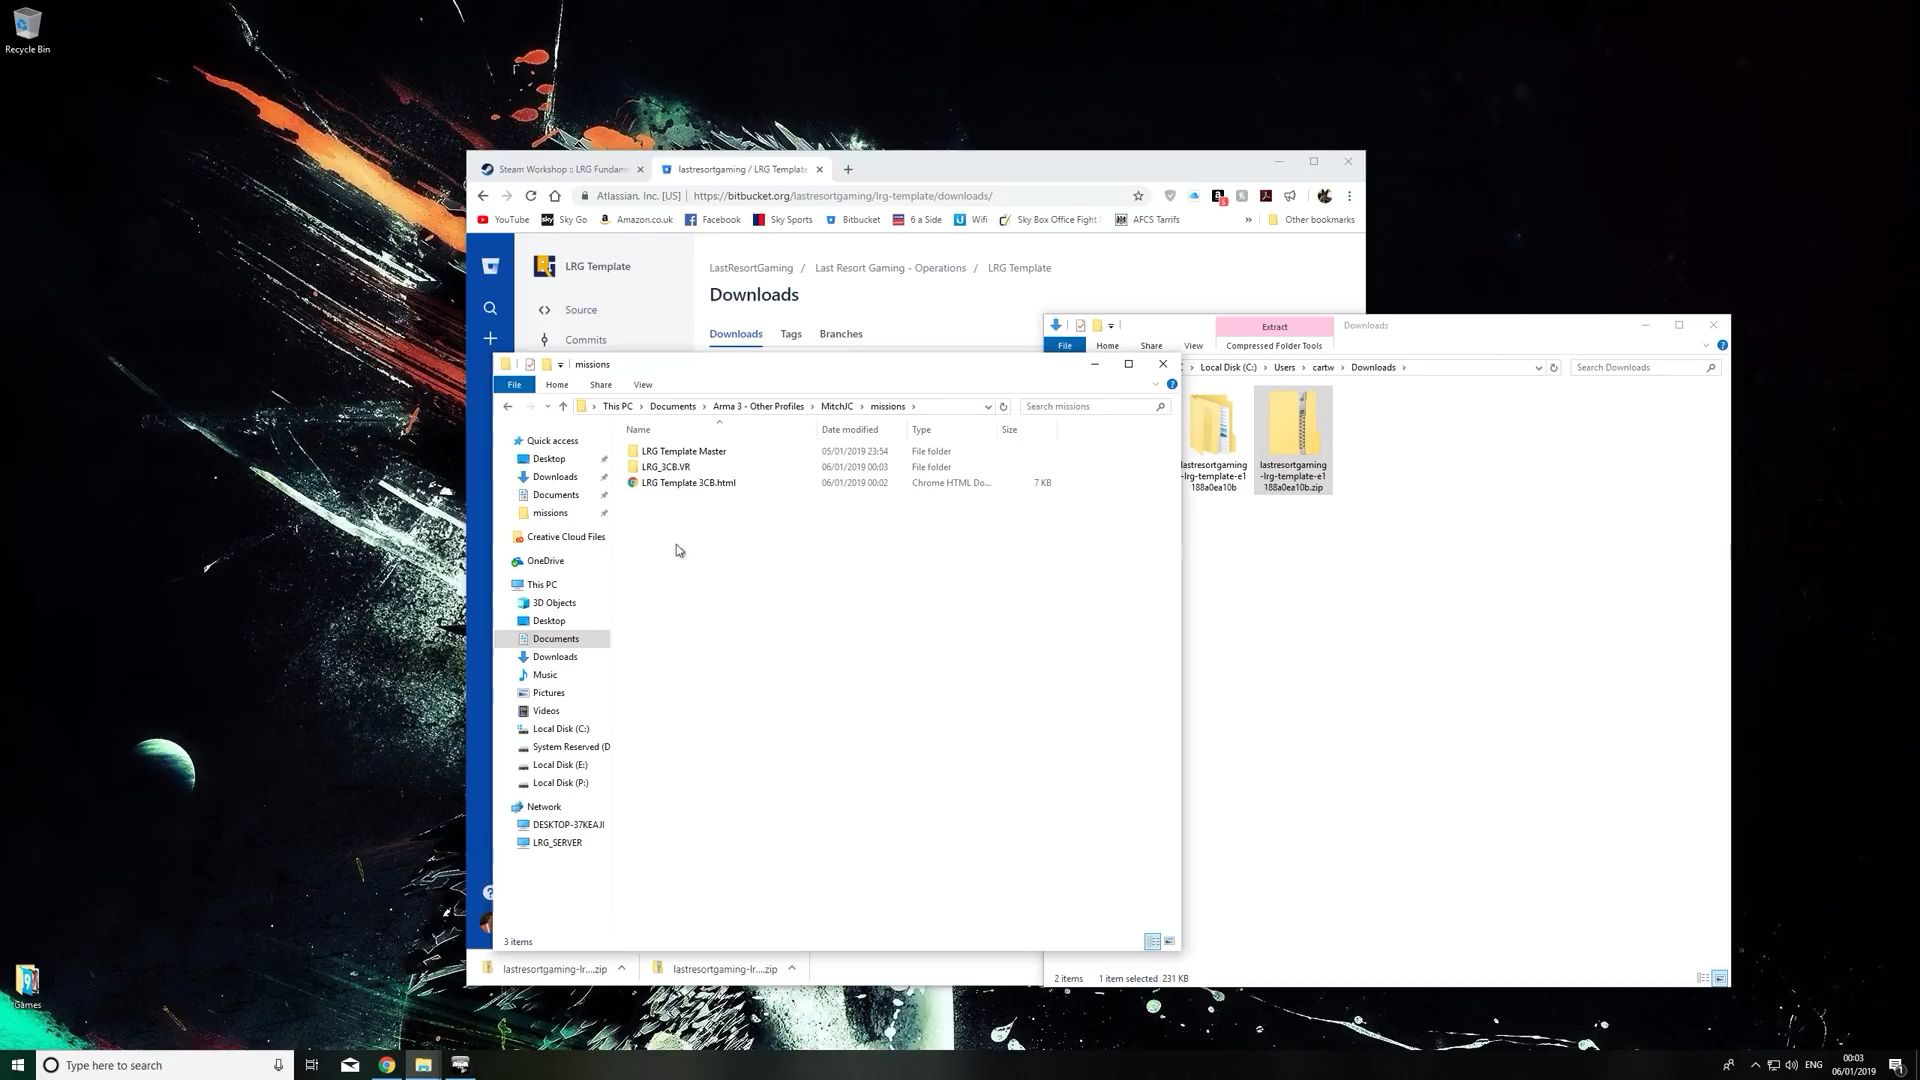 Recycle Bin
Steam Workshop :: LRG Fundam
lastresortgaming / LRG Template
Atlassian, Inc. [US]
https://bitbucket.org/lastresortgaming/lrg-template/downloads/
YouTube
Sky Go
Amazon.co.uk
Facebook
Sky Sports
Bitbucket
6 a Side
Wifi
Sky Box Office Fight
AFCS Tarrifs
»
Other bookmarks
LRG Template
Source
Commits
LastResortGaming / Last Resort Gaming - Operations / LRG Template
Downloads
Downloads Tags Branches
Extract
Downloads
File Home Share View Compressed Folder Tools
Local Disk (C:) > Users > cartw > Downloads >
Search Downloads
lastresortgaming
-lrg-template-e1
188a0ea10b
lastresortgaming
-lrg-template-e1
188a0ea10b.zip
2 items 1 item selected 231 KB
missions
File Home Share View
This PC > Documents > Arma 3 - Other Profiles > MitchJC > missions >
Search missions
Name Date modified Type Size
LRG Template Master 05/01/2019 23:54 File folder
LRG_3CB.VR 06/01/2019 00:03 File folder
LRG Template 3CB.html 06/01/2019 00:02 Chrome HTML Do... 7 KB
Quick access
Desktop
Downloads
Documents
missions
Creative Cloud Files
OneDrive
This PC
3D Objects
Desktop
Documents
Downloads
Music
Pictures
Videos
Local Disk (C:)
System Reserved (D
Local Disk (E:)
Local Disk (P:)
Network
DESKTOP-37KEAJI
LRG_SERVER
3 items
lastresortgaming-lr....zip
lastresortgaming-lr....zip
Games
Type here to search
ENG
00:03
06/01/2019